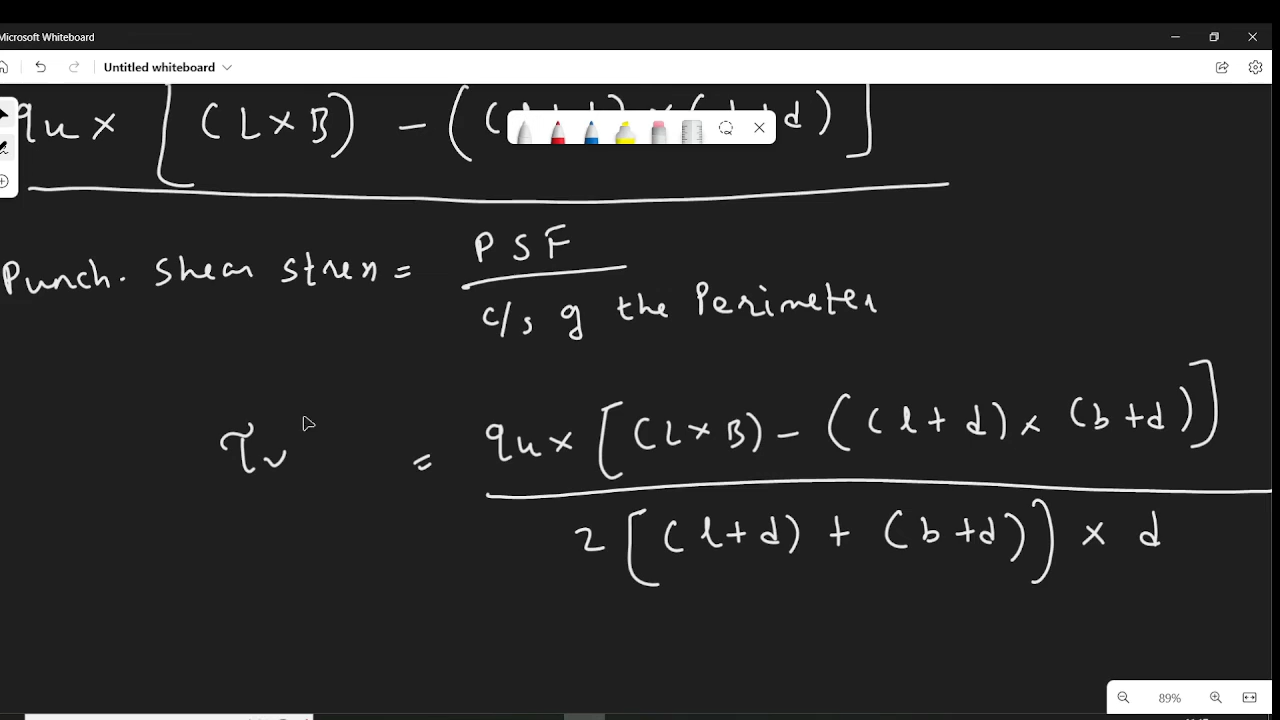 Microsoft Whiteboard
Untitled whiteboard
qu × [(L×B) - (( d)]
Punch. Shear stress = PSF
c/s of the Perimeter
τv = qu × [(L×B) - ((l+d) × (b+d))]
2[(l+d) + (b+d)] × d
89%